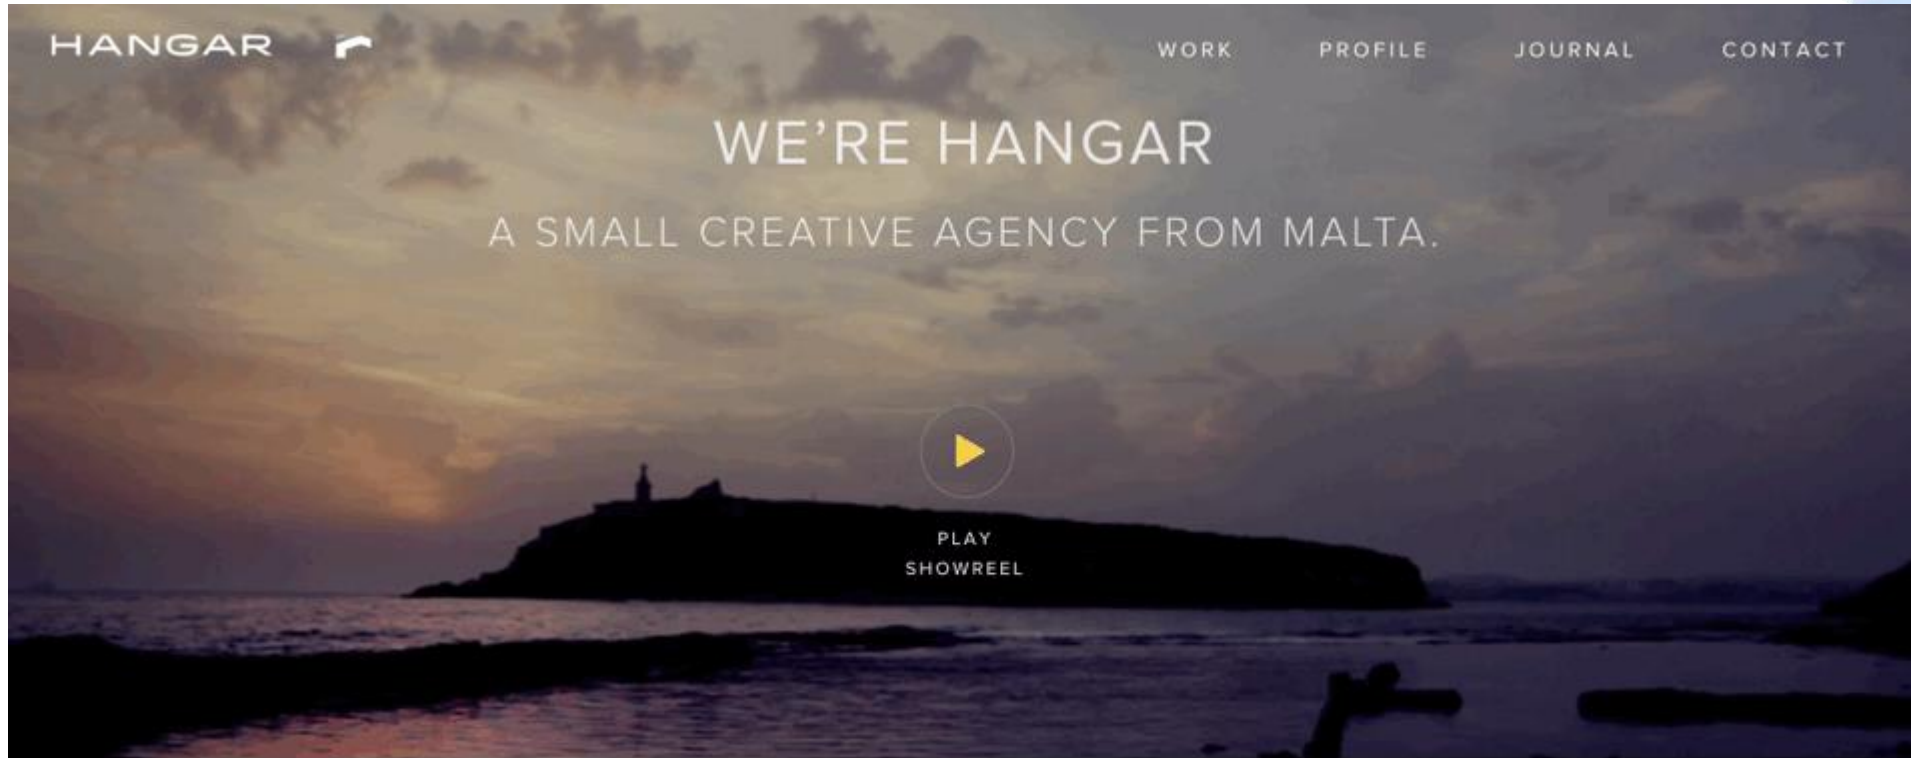 HANGAR
WORK PROFILE JOURNAL CONTACT
WE’RE HANGAR
A SMALL CREATIVE AGENCY FROM MALTA.
PLAY
SHOWREEL